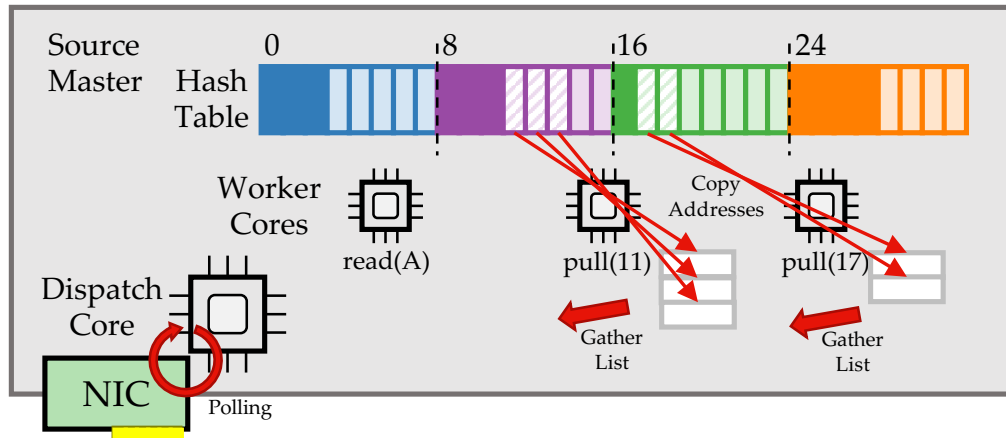 Source
Master
0
8
16
24
Hash
Table
Worker
Cores
Copy
Addresses
read(A)
pull(11)
pull(17)
Dispatch
Core
Gather
List
Gather
List
NIC
Polling